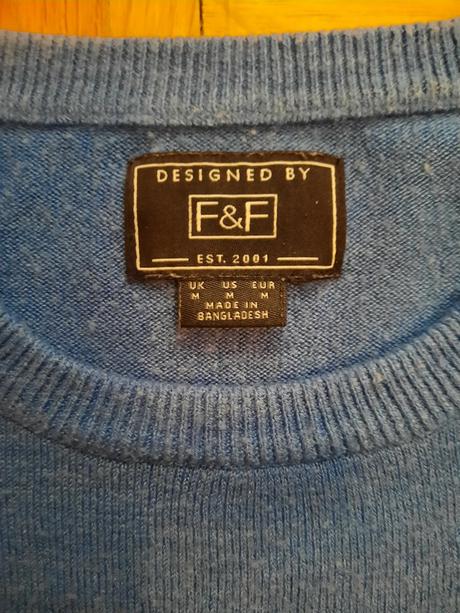 DESIGNED BY
F&F
EST. 2001
UK US EUR
M M M
MADE IN
BANGLADESH